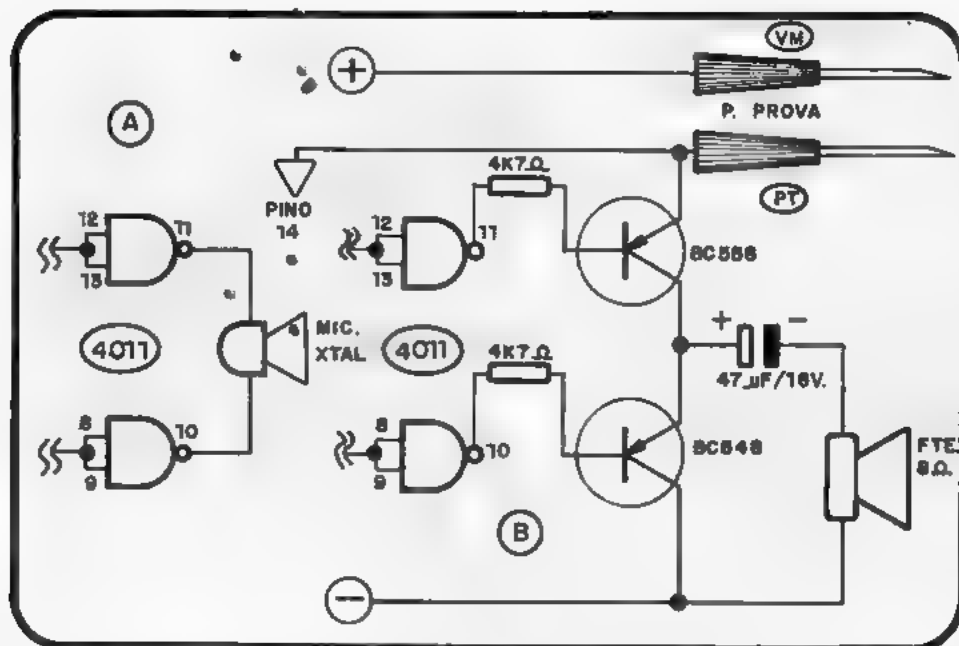 VM
+
P. PROVA
A
4K7Ω
PINO
14
PT
12
11
13
12
11
13
BC556
4011
MIC.
XTAL
4011
4K7Ω
+
-
47µF/16V.
8
10
9
8
10
9
BC548
FTE.
8Ω.
B
-